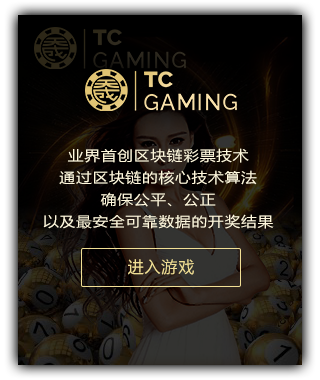 TC
GAMING
TC
GAMING
业界首创区块链彩票技术
通过区块链的核心技术算法
确保公平、公正
以及最安全可靠数据的开奖结果
进入游戏